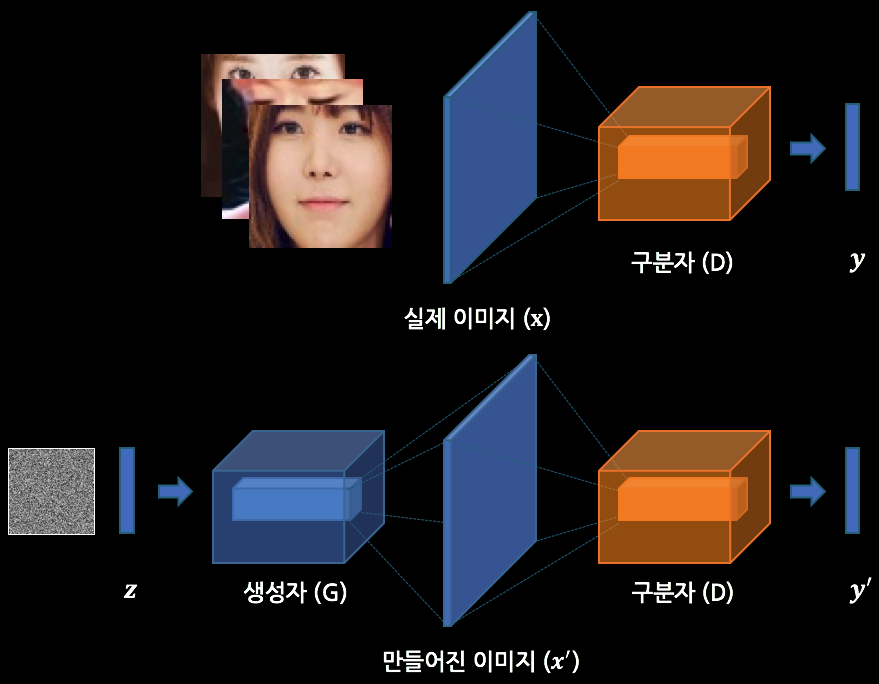 구분자 (D)
y
실제 이미지 (x)
z
생성자 (G)
구분자 (D)
y′
만들어진 이미지 (x′)